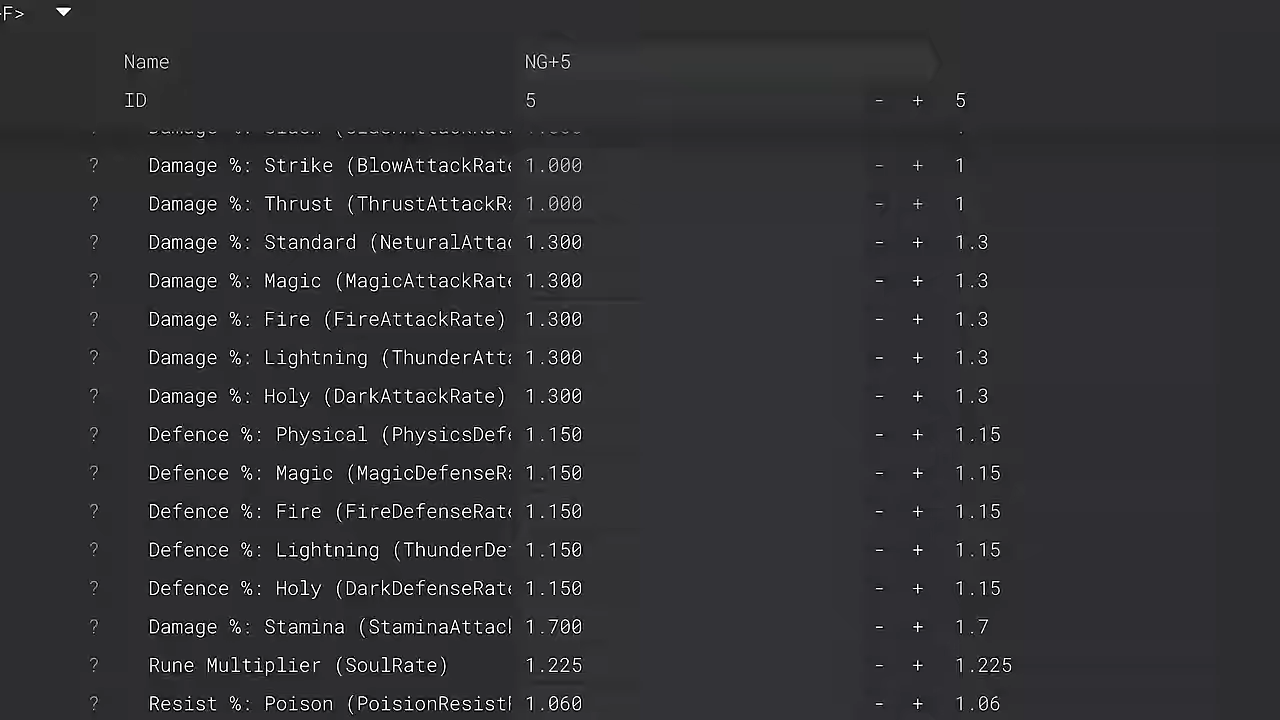 F> 
Name NG+5
ID 5 - + 5
Damage %:
? Damage %: Strike (BlowAttackRate 1.000 - + 1
? Damage %: Thrust (ThrustAttackRa 1.000 - + 1
? Damage %: Standard (NeturalAttac 1.300 - + 1.3
? Damage %: Magic (MagicAttackRate 1.300 - + 1.3
? Damage %: Fire (FireAttackRate) 1.300 - + 1.3
? Damage %: Lightning (ThunderAtta 1.300 - + 1.3
? Damage %: Holy (DarkAttackRate) 1.300 - + 1.3
? Defence %: Physical (PhysicsDefe 1.150 - + 1.15
? Defence %: Magic (MagicDefenseRa 1.150 - + 1.15
? Defence %: Fire (FireDefenseRate 1.150 - + 1.15
? Defence %: Lightning (ThunderDef 1.150 - + 1.15
? Defence %: Holy (DarkDefenseRate 1.150 - + 1.15
? Damage %: Stamina (StaminaAttack 1.700 - + 1.7
? Rune Multiplier (SoulRate) 1.225 - + 1.225
? Resist %: Poison (PoisionResistR 1.060 - + 1.06